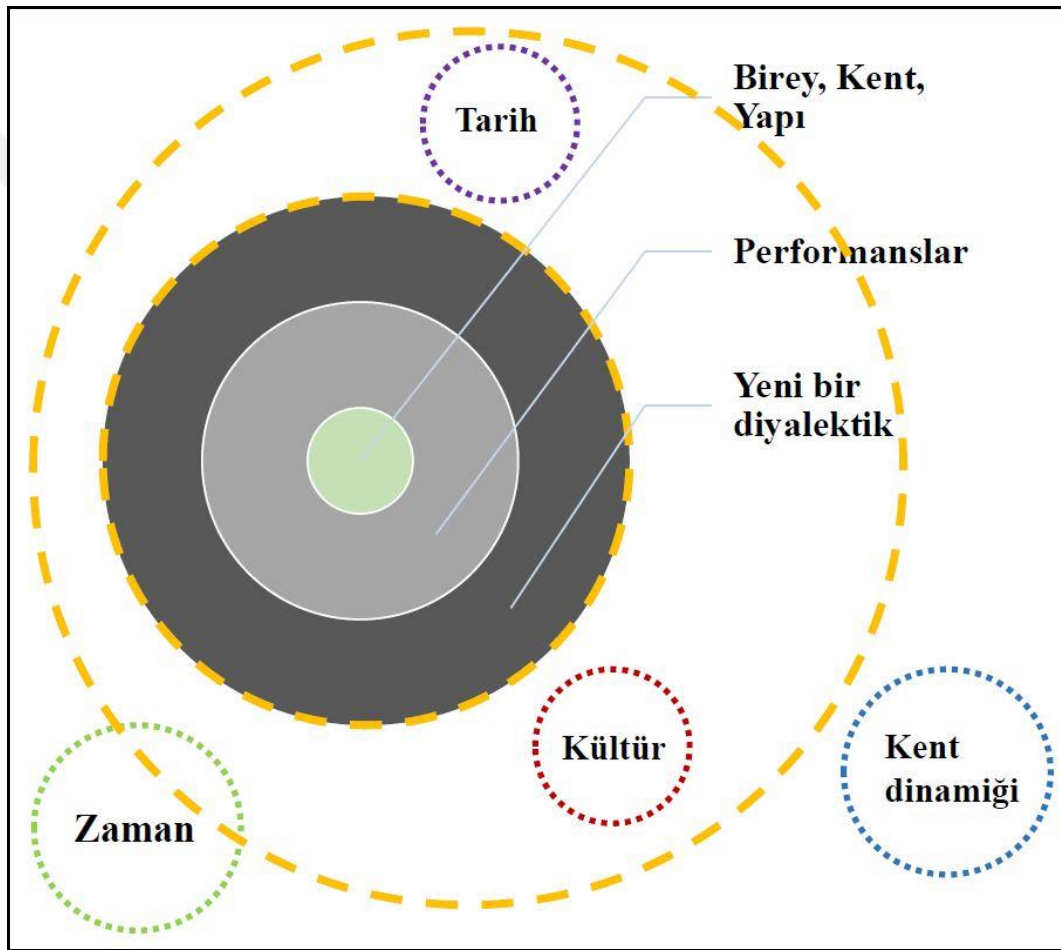 Tarih
Birey, Kent,
Yapı
Performanslar
Yeni bir
diyalektik
Kültür
Kent
dinamiği
Zaman